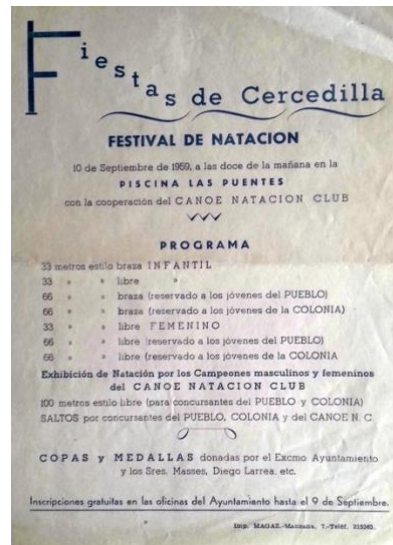 Fiestas de Cercedilla
FESTIVAL DE NATACION
10 de Septiembre de 1959, a las doce de la mañana en la
PISCINA LAS PUENTES
con la cooperación del CANOE NATACION CLUB
PROGRAMA
33 metros estilo braza INFANTIL
33 » » libre »
66 » » braza (reservado a los jóvenes del PUEBLO)
66 » » braza (reservado a los jóvenes de la COLONIA)
33 » » libre FEMENINO
66 » » libre (reservado a los jóvenes del PUEBLO)
66 » » libre (reservado a los jóvenes de la COLONIA
Exhibición de Natación por los Campeones masculinos y femeninos
del CANOE NATACION CLUB
100 metros estilo libre (para concursantes del PUEBLO y COLONIA)
SALTOS por concursantes del PUEBLO, COLONIA y del CANOE N. C.
COPAS y MEDALLAS donadas por el Excmo Ayuntamiento
y los Sres. Masses, Diego Larrea, etc.
Inscripciones gratuitas en las oficinas del Ayuntamiento hasta el 9 de Septiembre.
Imp. MAGAZ.-Manzana, 7.-Teléf.